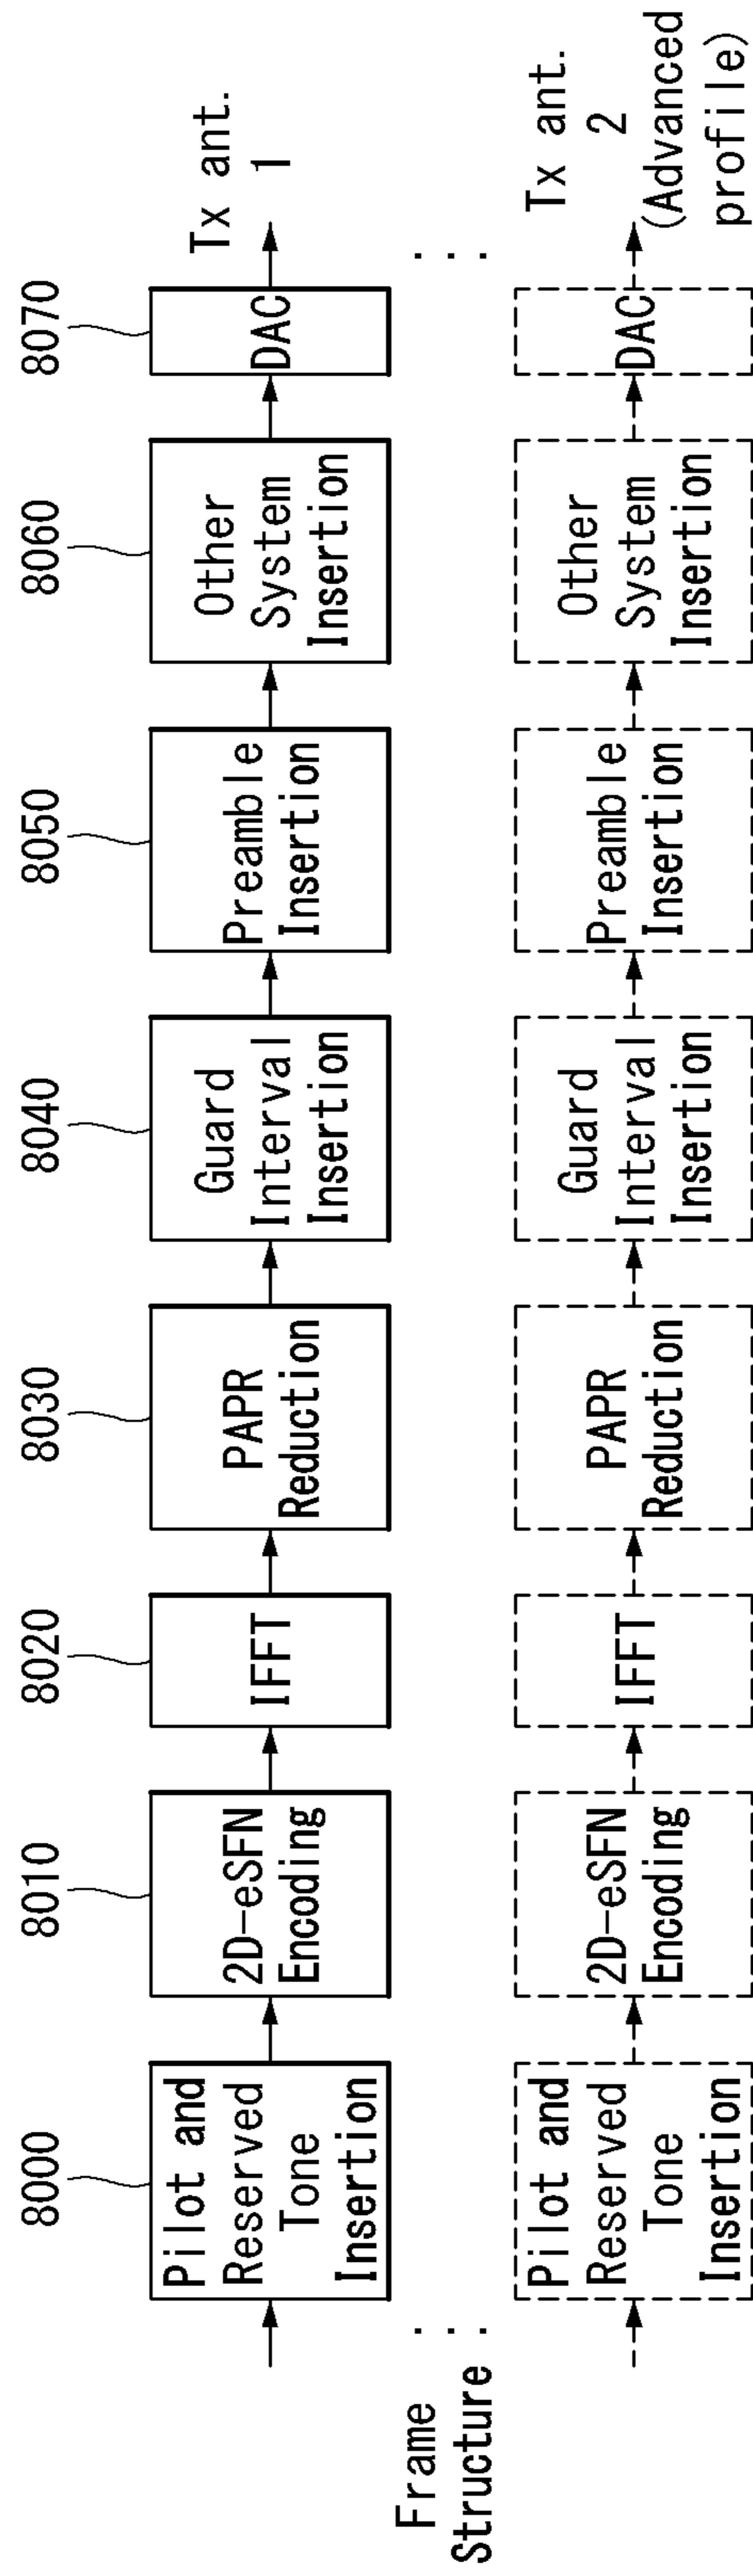 8000
8010
8020
8030
8040
8050
8060
8070
Pilot and
Reserved
Tone
Insertion
2D-eSFN
Encoding
IFFT
PAPR
Reduction
Guard
Interval
Insertion
Preamble
Insertion
Other
System
Insertion
DAC
Tx ant.
1
Frame
Structure
...
...
Pilot and
Reserved
Tone
Insertion
2D-eSFN
Encoding
IFFT
PAPR
Reduction
Guard
Interval
Insertion
Preamble
Insertion
Other
System
Insertion
DAC
Tx ant.
2
(Advanced
profile)